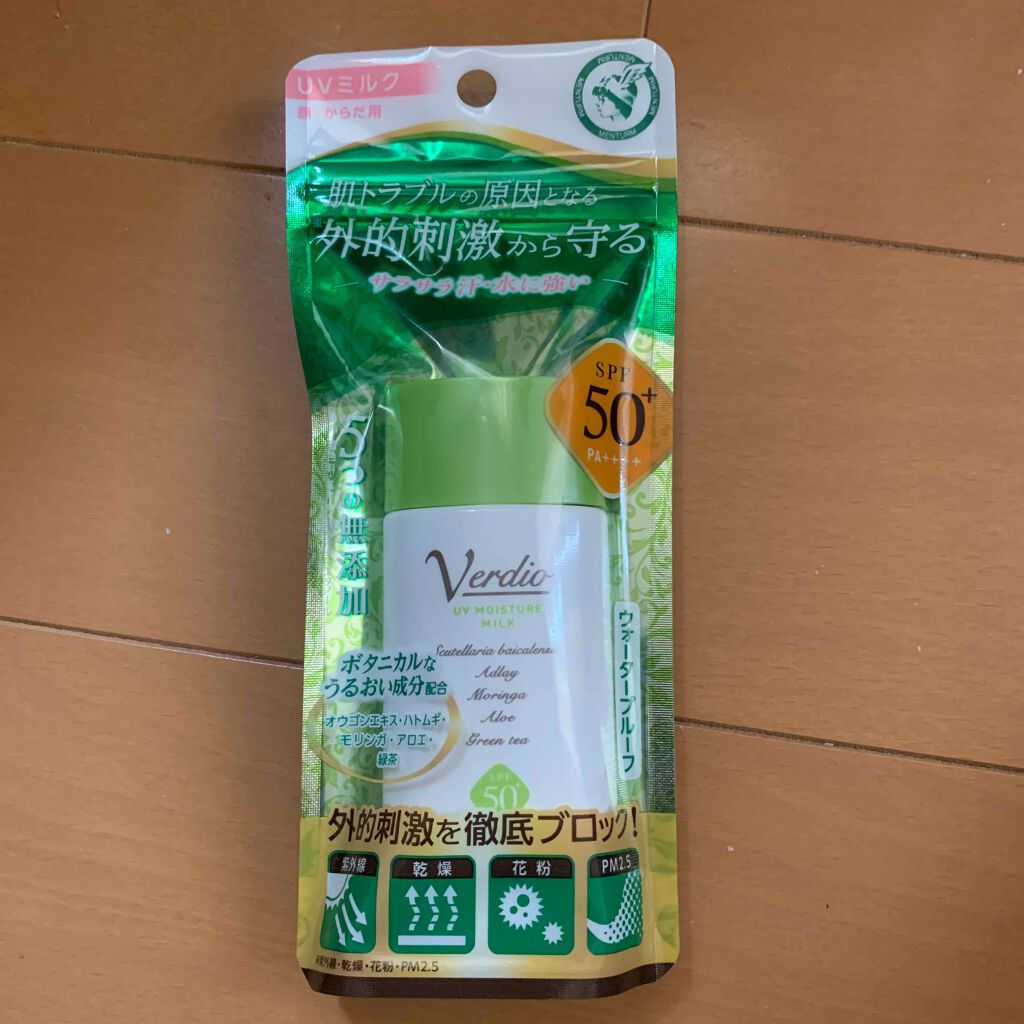 UVミルク
顔・からだ用
MENTURM MENTURM MENTURM MENTURM
肌トラブルの原因となる
外的刺激から守る
サラサラ汗・水に強い
SPF
50+
PA++++
5つの無添加
Verdio
UV MOISTURE
MILK
Scutellaria baicalensis
Adlay
Moringa
Aloe
Green tea
SPF
50+
ウォータープルーフ
ボタニカルな
うるおい成分配合
オウゴンエキス・ハトムギ・
モリンガ・アロエ・
緑茶
外的刺激を徹底ブロック!
紫外線
乾燥
花粉
PM2.5
※紫外線・乾燥・花粉・PM2.5